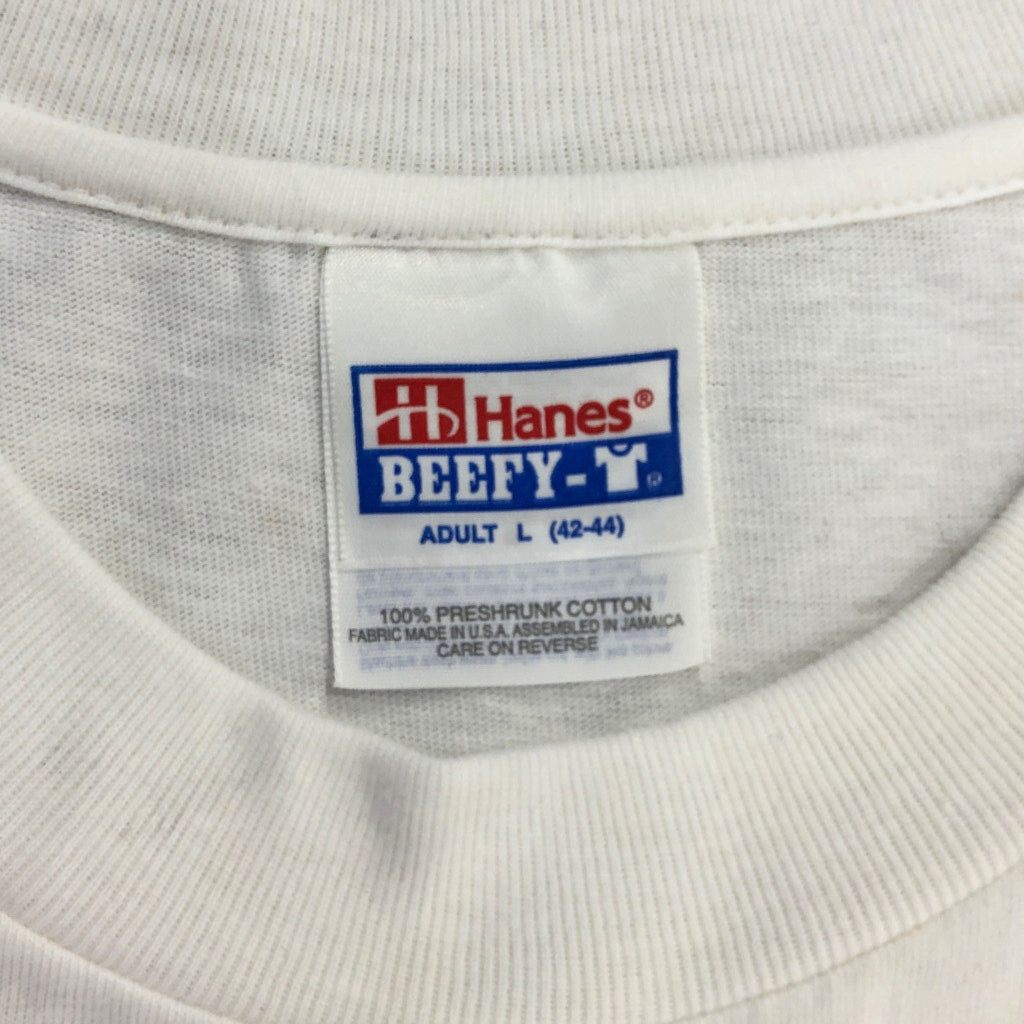 Hanes®
BEEFY-T®
ADULT L (42-44)
100% PRESHRUNK COTTON
FABRIC MADE IN U.S.A. ASSEMBLED IN JAMAICA
CARE ON REVERSE